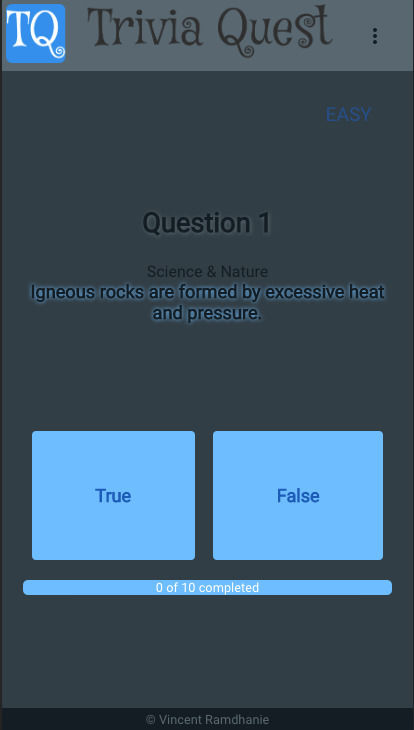 TQ Trivia Quest
EASY
Question 1
Science & Nature
Igneous rocks are formed by excessive heat
and pressure.
True False
0 of 10 completed
© Vincent Ramdhanie